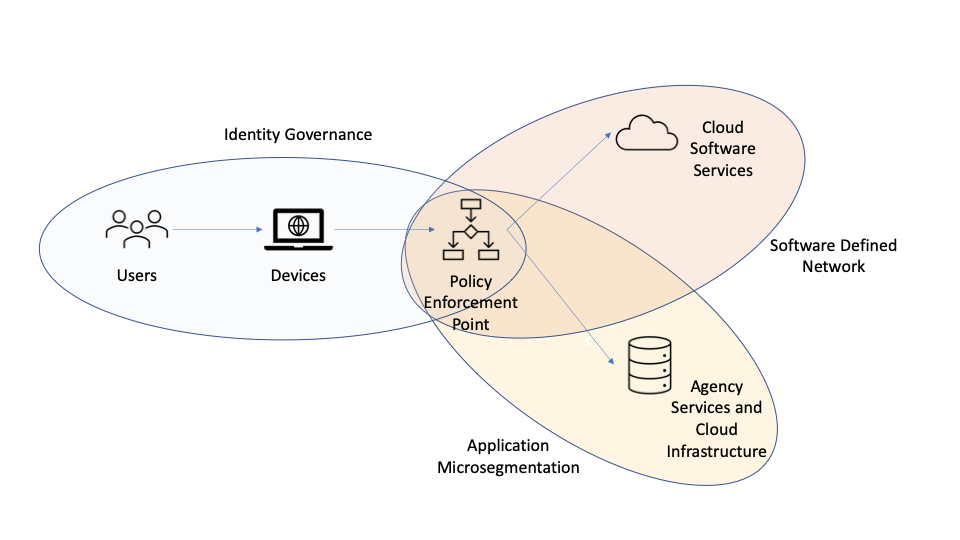 Identity Governance
Users
Devices
Policy
Enforcement
Point
Cloud
Software
Services
Software Defined
Network
Agency
Services and
Cloud
Infrastructure
Application
Microsegmentation